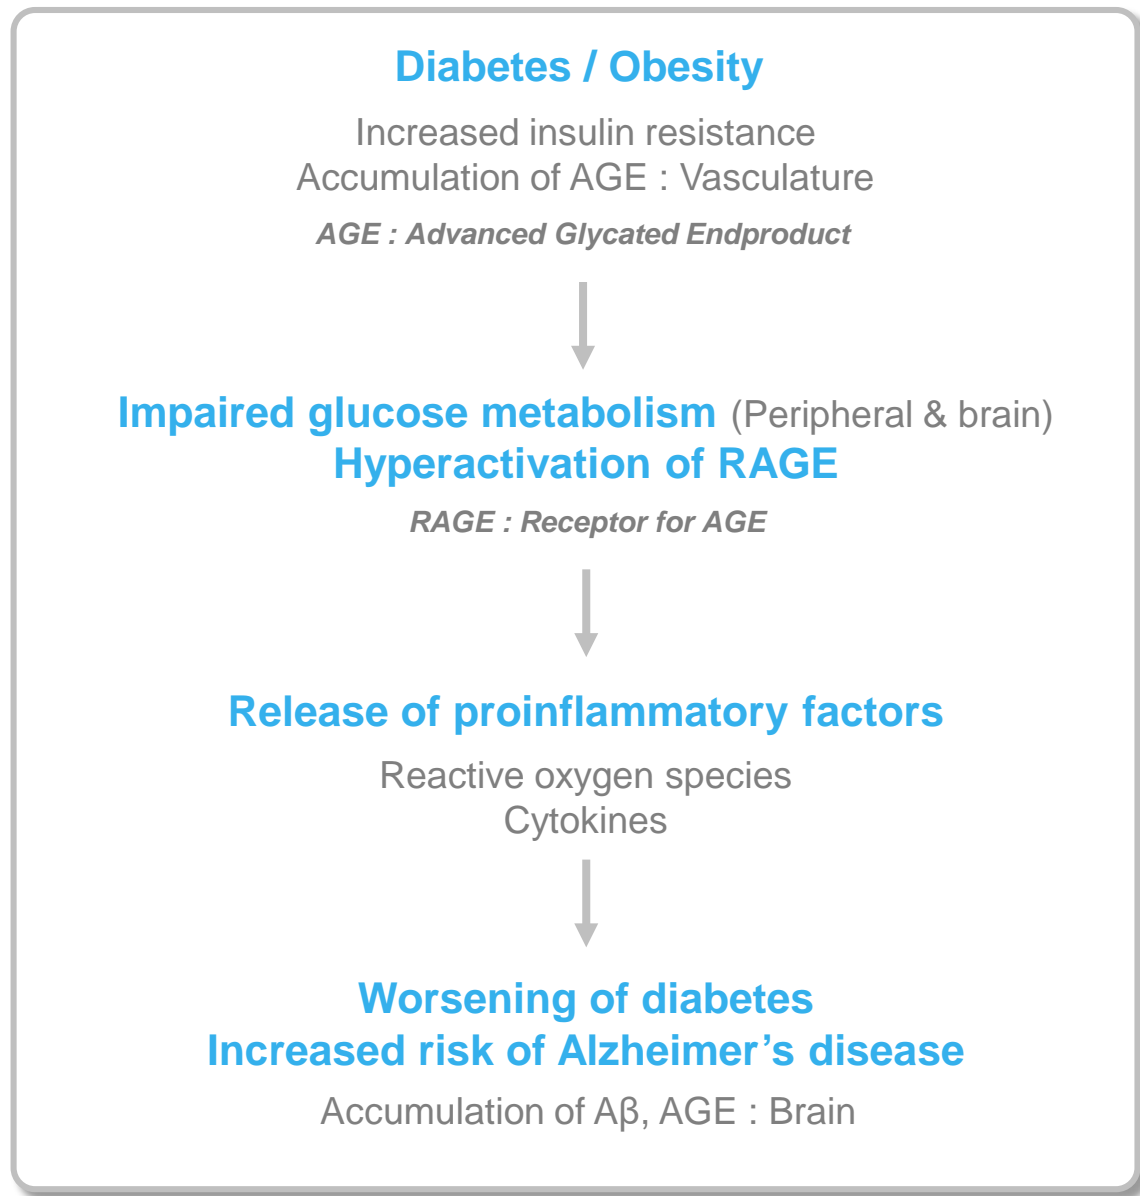 Diabetes / Obesity
Increased insulin resistance
Accumulation of AGE : Vasculature
AGE : Advanced Glycated Endproduct
Impaired glucose metabolism (Peripheral & brain)
Hyperactivation of RAGE
RAGE : Receptor for AGE
Release of proinflammatory factors
Reactive oxygen species
Cytokines
Worsening of diabetes
Increased risk of Alzheimer’s disease
Accumulation of Aβ, AGE : Brain